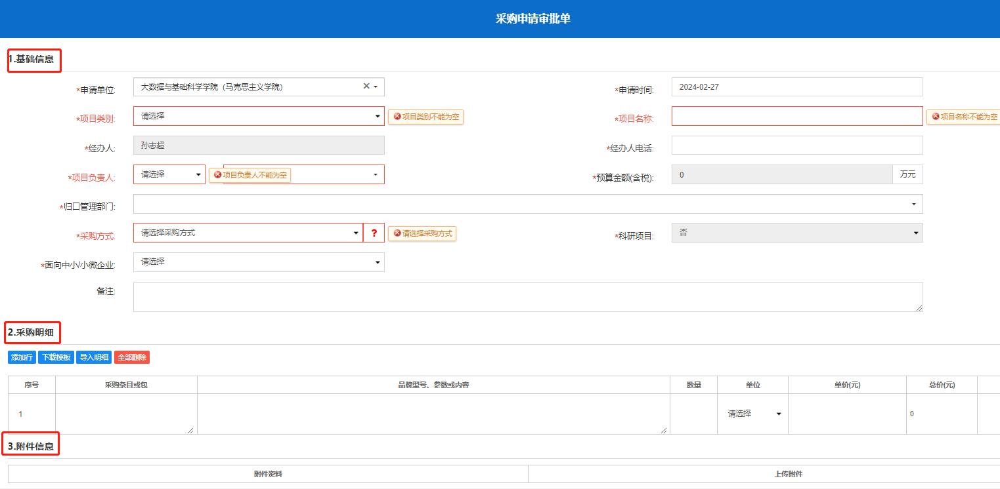 采购申请审批单
1.基础信息
*申请单位: 大数据与基础科学学院（马克思主义学院） *申请时间: 2024-02-27
*项目类别: 请选择 项目类别不能为空 *项目名称: 项目名称不能为空
*经办人: 孙志超 *经办人电话:
*项目负责人: 请选择 项目负责人不能为空 *预算金额(含税): 0 万元
*归口管理部门:
*采购方式: 请选择采购方式 ? 请选择采购方式 *科研项目: 否
*面向中小/小微企业: 请选择
备注:
2.采购明细
添加行 下载模板 导入明细 全部删除
序号 采购条目或包 品牌型号、参数或内容 数量 单位 单价(元) 总价(元)
1 请选择 0
3.附件信息
附件资料 上传附件